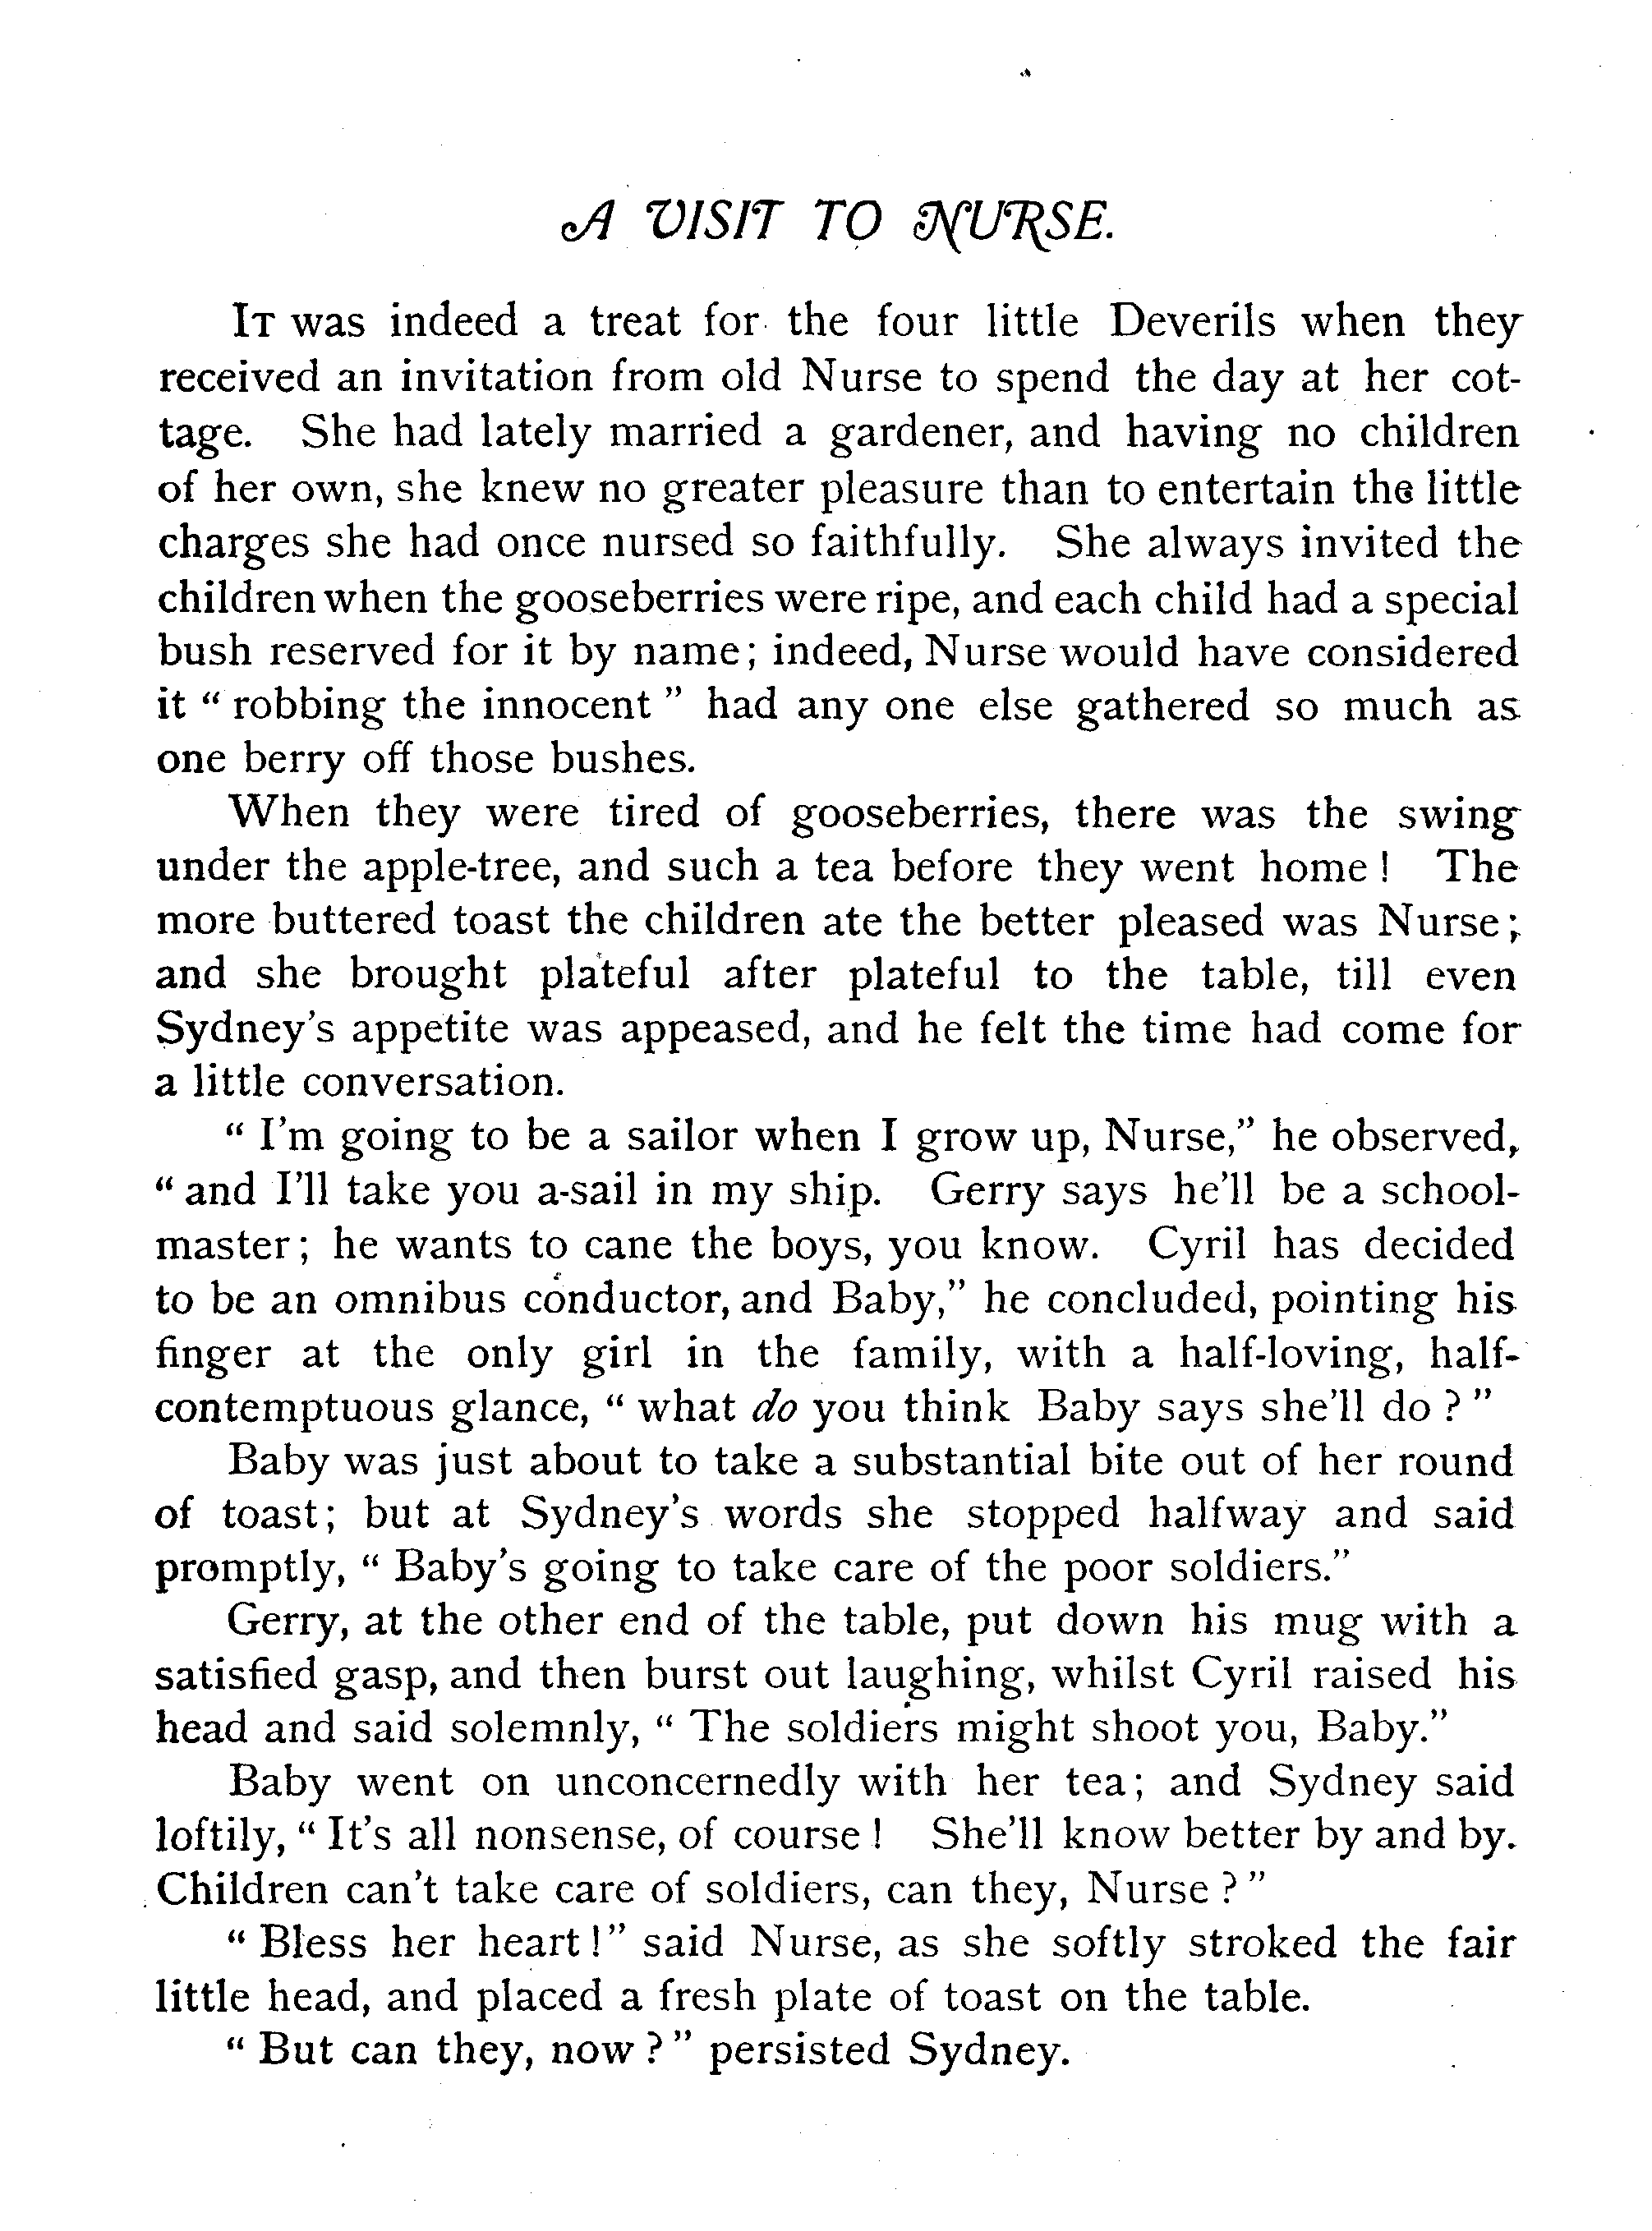 A VISIT TO NURSE.
IT was indeed a treat for the four little Deverils when they
received an invitation from old Nurse to spend the day at her cot-
tage. She had lately married a gardener, and having no children
of her own, she knew no greater pleasure than to entertain the little
charges she had once nursed so faithfully. She always invited the
children when the gooseberries were ripe, and each child had a special
bush reserved for it by name; indeed, Nurse would have considered
it “ robbing the innocent ” had any one else gathered so much as
one berry off those bushes.
When they were tired of gooseberries, there was the swing
under the apple-tree, and such a tea before they went home ! The
more buttered toast the children ate the better pleased was Nurse;
and she brought plateful after plateful to the table, till even
Sydney’s appetite was appeased, and he felt the time had come for
a little conversation.
“ I’m going to be a sailor when I grow up, Nurse,” he observed,
“ and I’ll take you a-sail in my ship. Gerry says he’ll be a school-
master; he wants to cane the boys, you know. Cyril has decided
to be an omnibus conductor, and Baby,” he concluded, pointing his
finger at the only girl in the family, with a half-loving, half-
contemptuous glance, “ what do you think Baby says she’ll do ? ”
Baby was just about to take a substantial bite out of her round
of toast; but at Sydney’s words she stopped halfway and said
promptly, “ Baby’s going to take care of the poor soldiers.”
Gerry, at the other end of the table, put down his mug with a
satisfied gasp, and then burst out laughing, whilst Cyril raised his
head and said solemnly, “ The soldiers might shoot you, Baby.”
Baby went on unconcernedly with her tea; and Sydney said
loftily, “ It’s all nonsense, of course ! She’ll know better by and by.
Children can’t take care of soldiers, can they, Nurse ? ”
“ Bless her heart !” said Nurse, as she softly stroked the fair
little head, and placed a fresh plate of toast on the table.
“ But can they, now ? ” persisted Sydney.